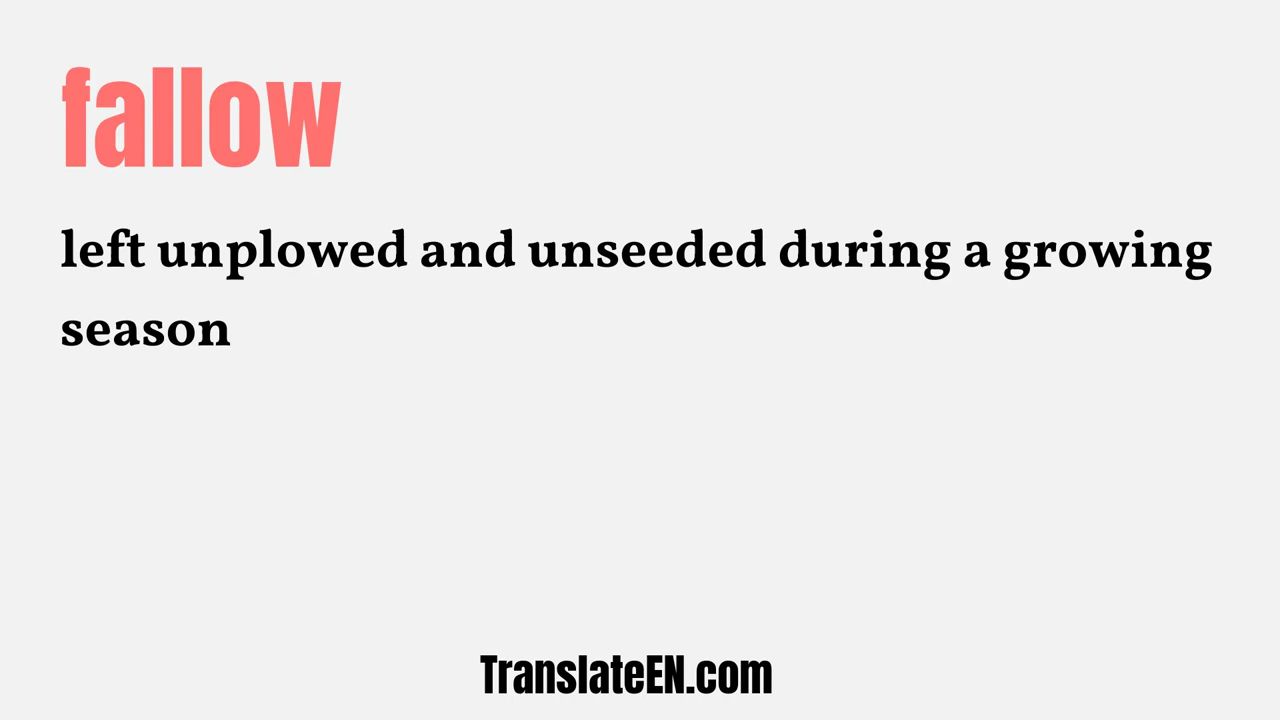 fallow
left unplowed and unseeded during a growing
season
TranslateEN.com